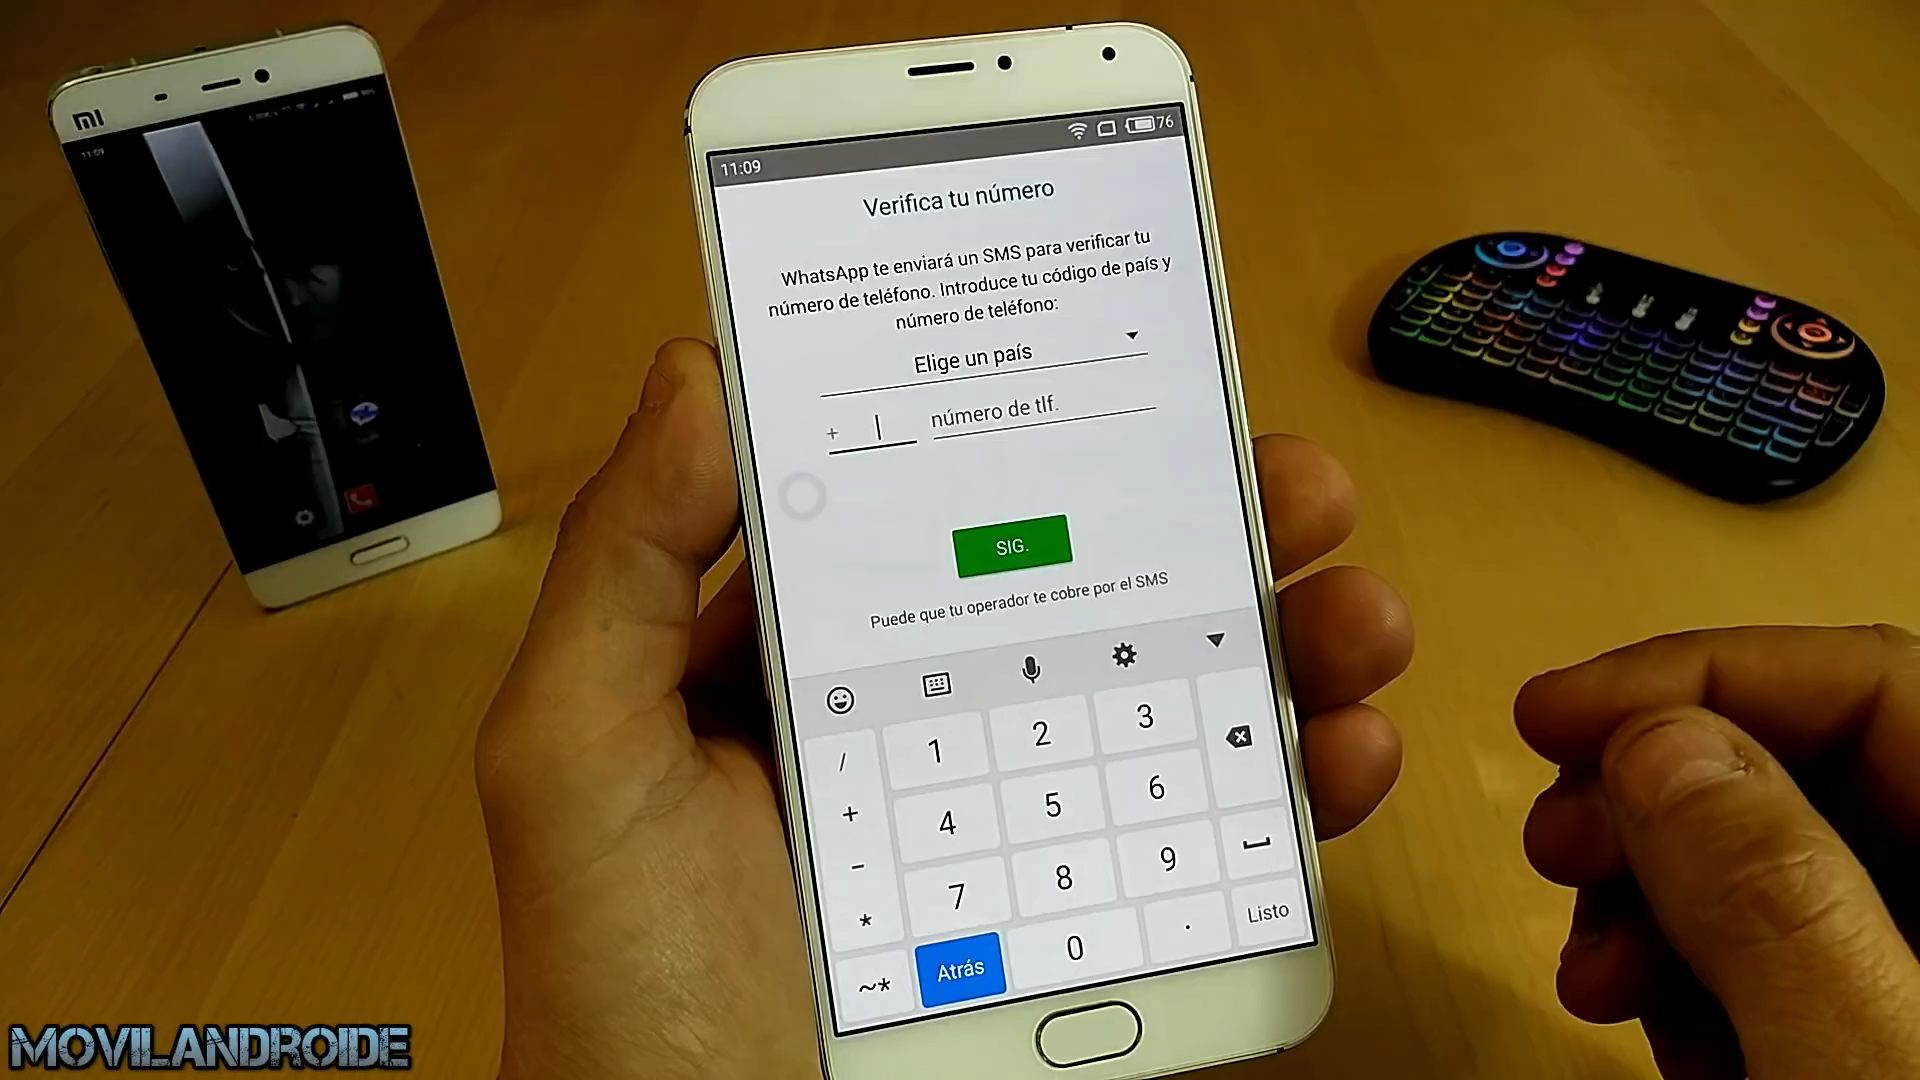 mi
11:09
11:09
76
Verifica tu número
WhatsApp te enviará un SMS para verificar tu
número de teléfono. Introduce tu código de país y
número de teléfono:
Elige un país
+
número de tlf.
SIG.
Puede que tu operador te cobre por el SMS
/ 1 2 3
+ 4 5 6
- 7 8 9
* Listo
~* Atrás 0 .
MOVILANDROIDE